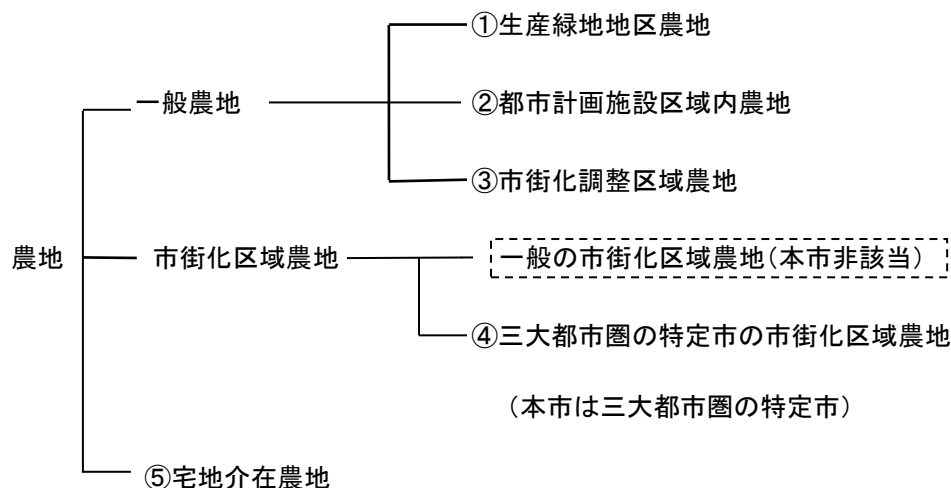 ①生産緑地地区農地
一般農地
②都市計画施設区域内農地
③市街化調整区域農地
農地
市街化区域農地
一般の市街化区域農地(本市非該当)
④三大都市圏の特定市の市街化区域農地
(本市は三大都市圏の特定市)
⑤宅地介在農地